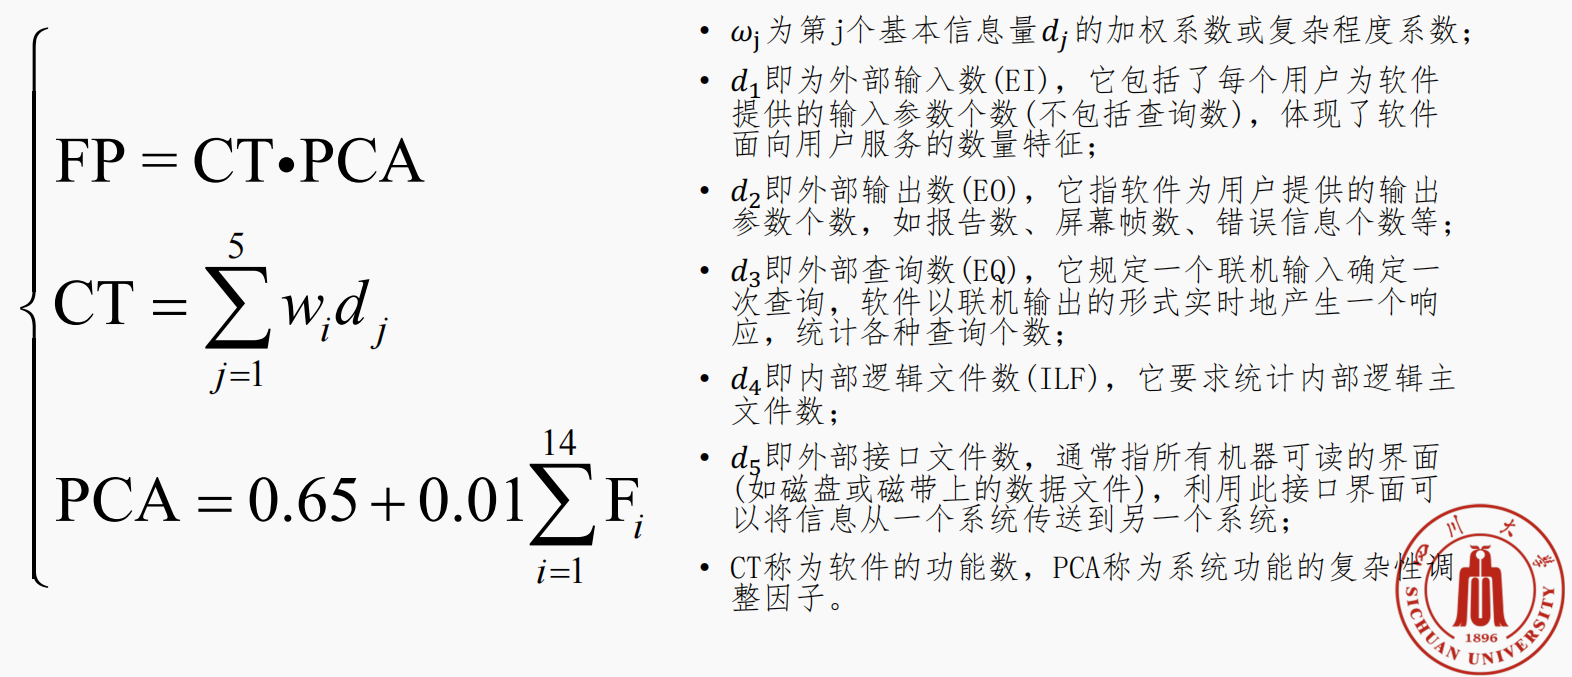 FP = CT•PCA
5
CT = ∑ wᵢdⱼ
j=1
14
PCA = 0.65 + 0.01∑Fᵢ
i=1
• ωⱼ为第j个基本信息量dⱼ的加权系数或复杂程度系数；
• d₁即为外部输入数(EI)，它包括了每个用户为软件
提供的输入参数个数(不包括查询数)，体现了软件
面向用户服务的数量特征；
• d₂即外部输出数(EO)，它指软件为用户提供的输出
参数个数，如报告数、屏幕帧数、错误信息个数等；
• d₃即外部查询数(EQ)，它规定一个联机输入确定一
次查询，软件以联机输出的形式实时地产生一个响
应，统计各种查询个数；
• d₄即内部逻辑文件数(ILF)，它要求统计内部逻辑主
文件数；
• d₅即外部接口文件数，通常指所有机器可读的界面
(如磁盘或磁带上的数据文件)，利用此接口界面可
以将信息从一个系统传送到另一个系统；
• CT称为软件的功能数，PCA称为系统功能的复杂性调
整因子。
四川大学
1896
SICHUAN UNIVERSITY